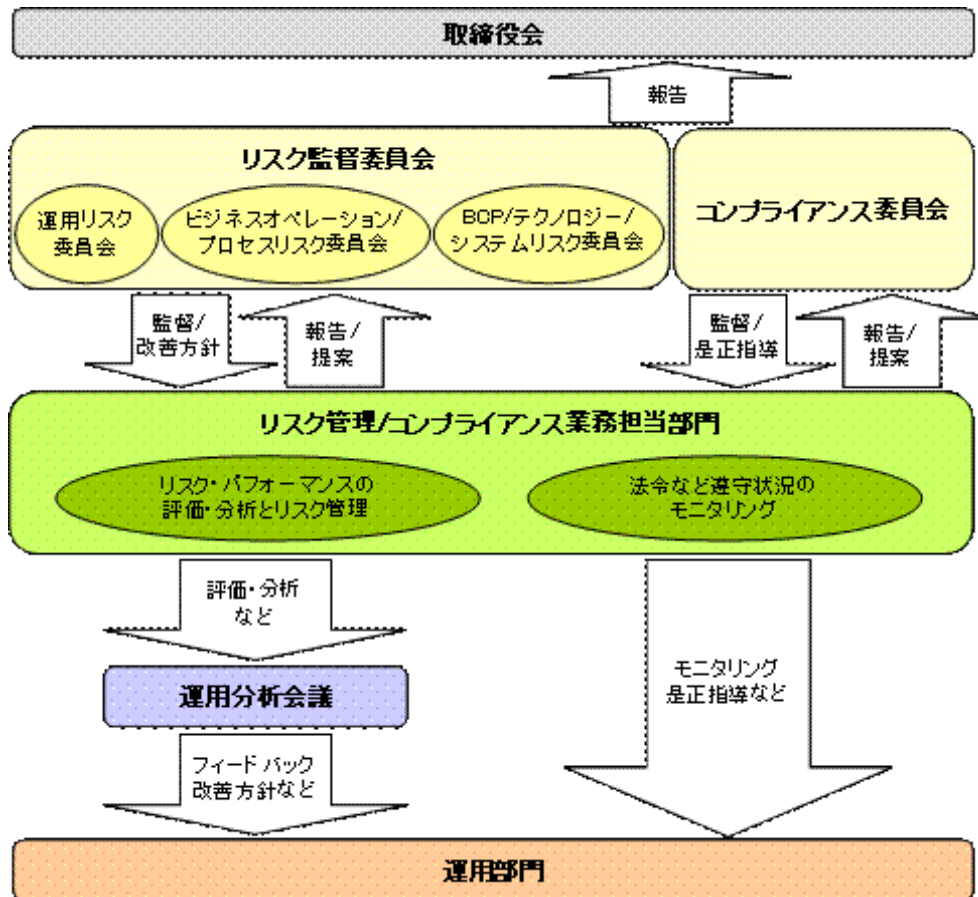 取締役会
報告
リスク監督委員会
運用リスク
委員会
ビジネスオペレーション/
プロセスリスク委員会
BCP/テクノロジー/
システムリスク委員会
コンプライアンス委員会
監督/
改善方針
報告/
提案
監督/
是正指導
報告/
提案
リスク管理/コンプライアンス業務担当部門
リスク・パフォーマンスの
評価・分析とリスク管理
法令など遵守状況の
モニタリング
評価・分析
など
運用分析会議
フィードバック
改善方針など
モニタリング
是正指導など
運用部門